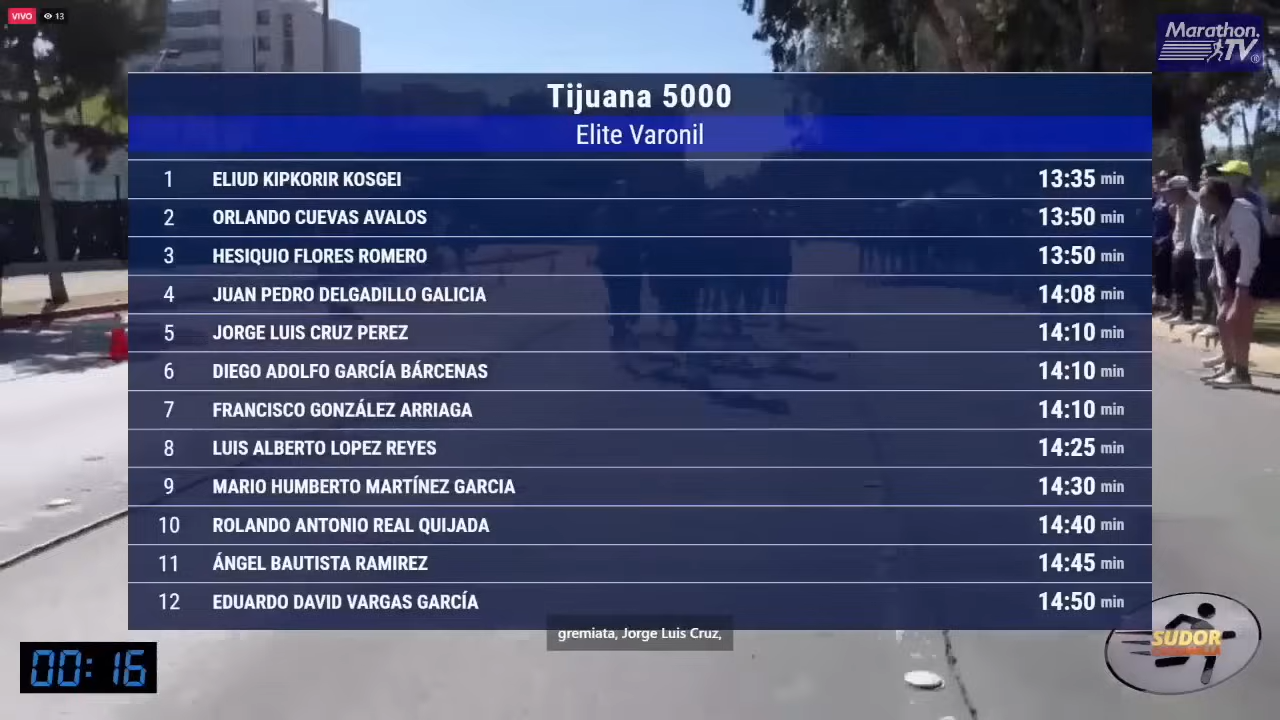 VIVO 13
Marathon.
TV®
Tijuana 5000
Elite Varonil
1 ELIUD KIPKORIR KOSGEI 13:35 min
2 ORLANDO CUEVAS AVALOS 13:50 min
3 HESIQUIO FLORES ROMERO 13:50 min
4 JUAN PEDRO DELGADILLO GALICIA 14:08 min
5 JORGE LUIS CRUZ PEREZ 14:10 min
6 DIEGO ADOLFO GARCÍA BÁRCENAS 14:10 min
7 FRANCISCO GONZÁLEZ ARRIAGA 14:10 min
8 LUIS ALBERTO LOPEZ REYES 14:25 min
9 MARIO HUMBERTO MARTÍNEZ GARCIA 14:30 min
10 ROLANDO ANTONIO REAL QUIJADA 14:40 min
11 ÁNGEL BAUTISTA RAMIREZ 14:45 min
12 EDUARDO DAVID VARGAS GARCÍA 14:50 min
gremiata, Jorge Luis Cruz,
00:16
SUDOR